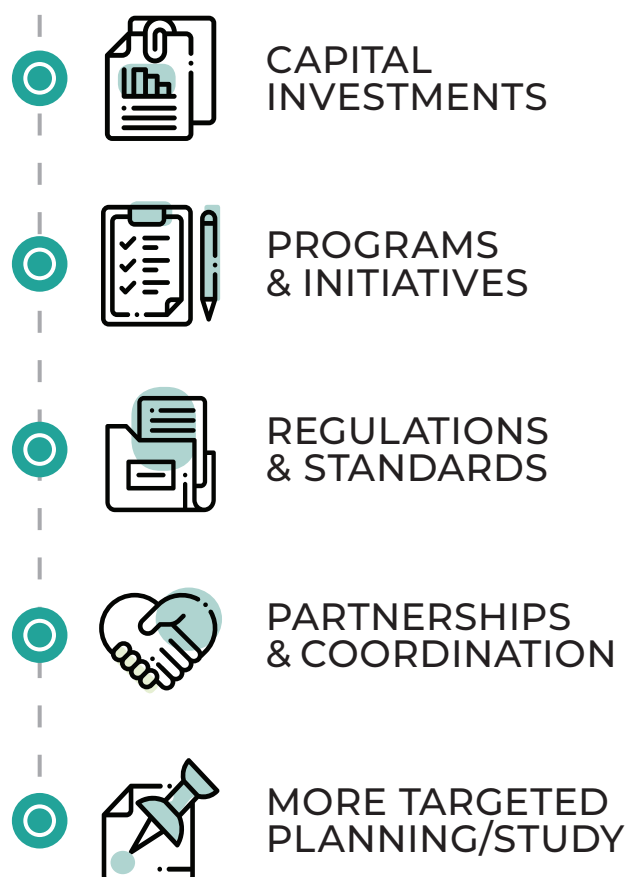 CAPITAL
INVESTMENTS
PROGRAMS
& INITIATIVES
REGULATIONS
& STANDARDS
PARTNERSHIPS
& COORDINATION
MORE TARGETED
PLANNING/STUDY